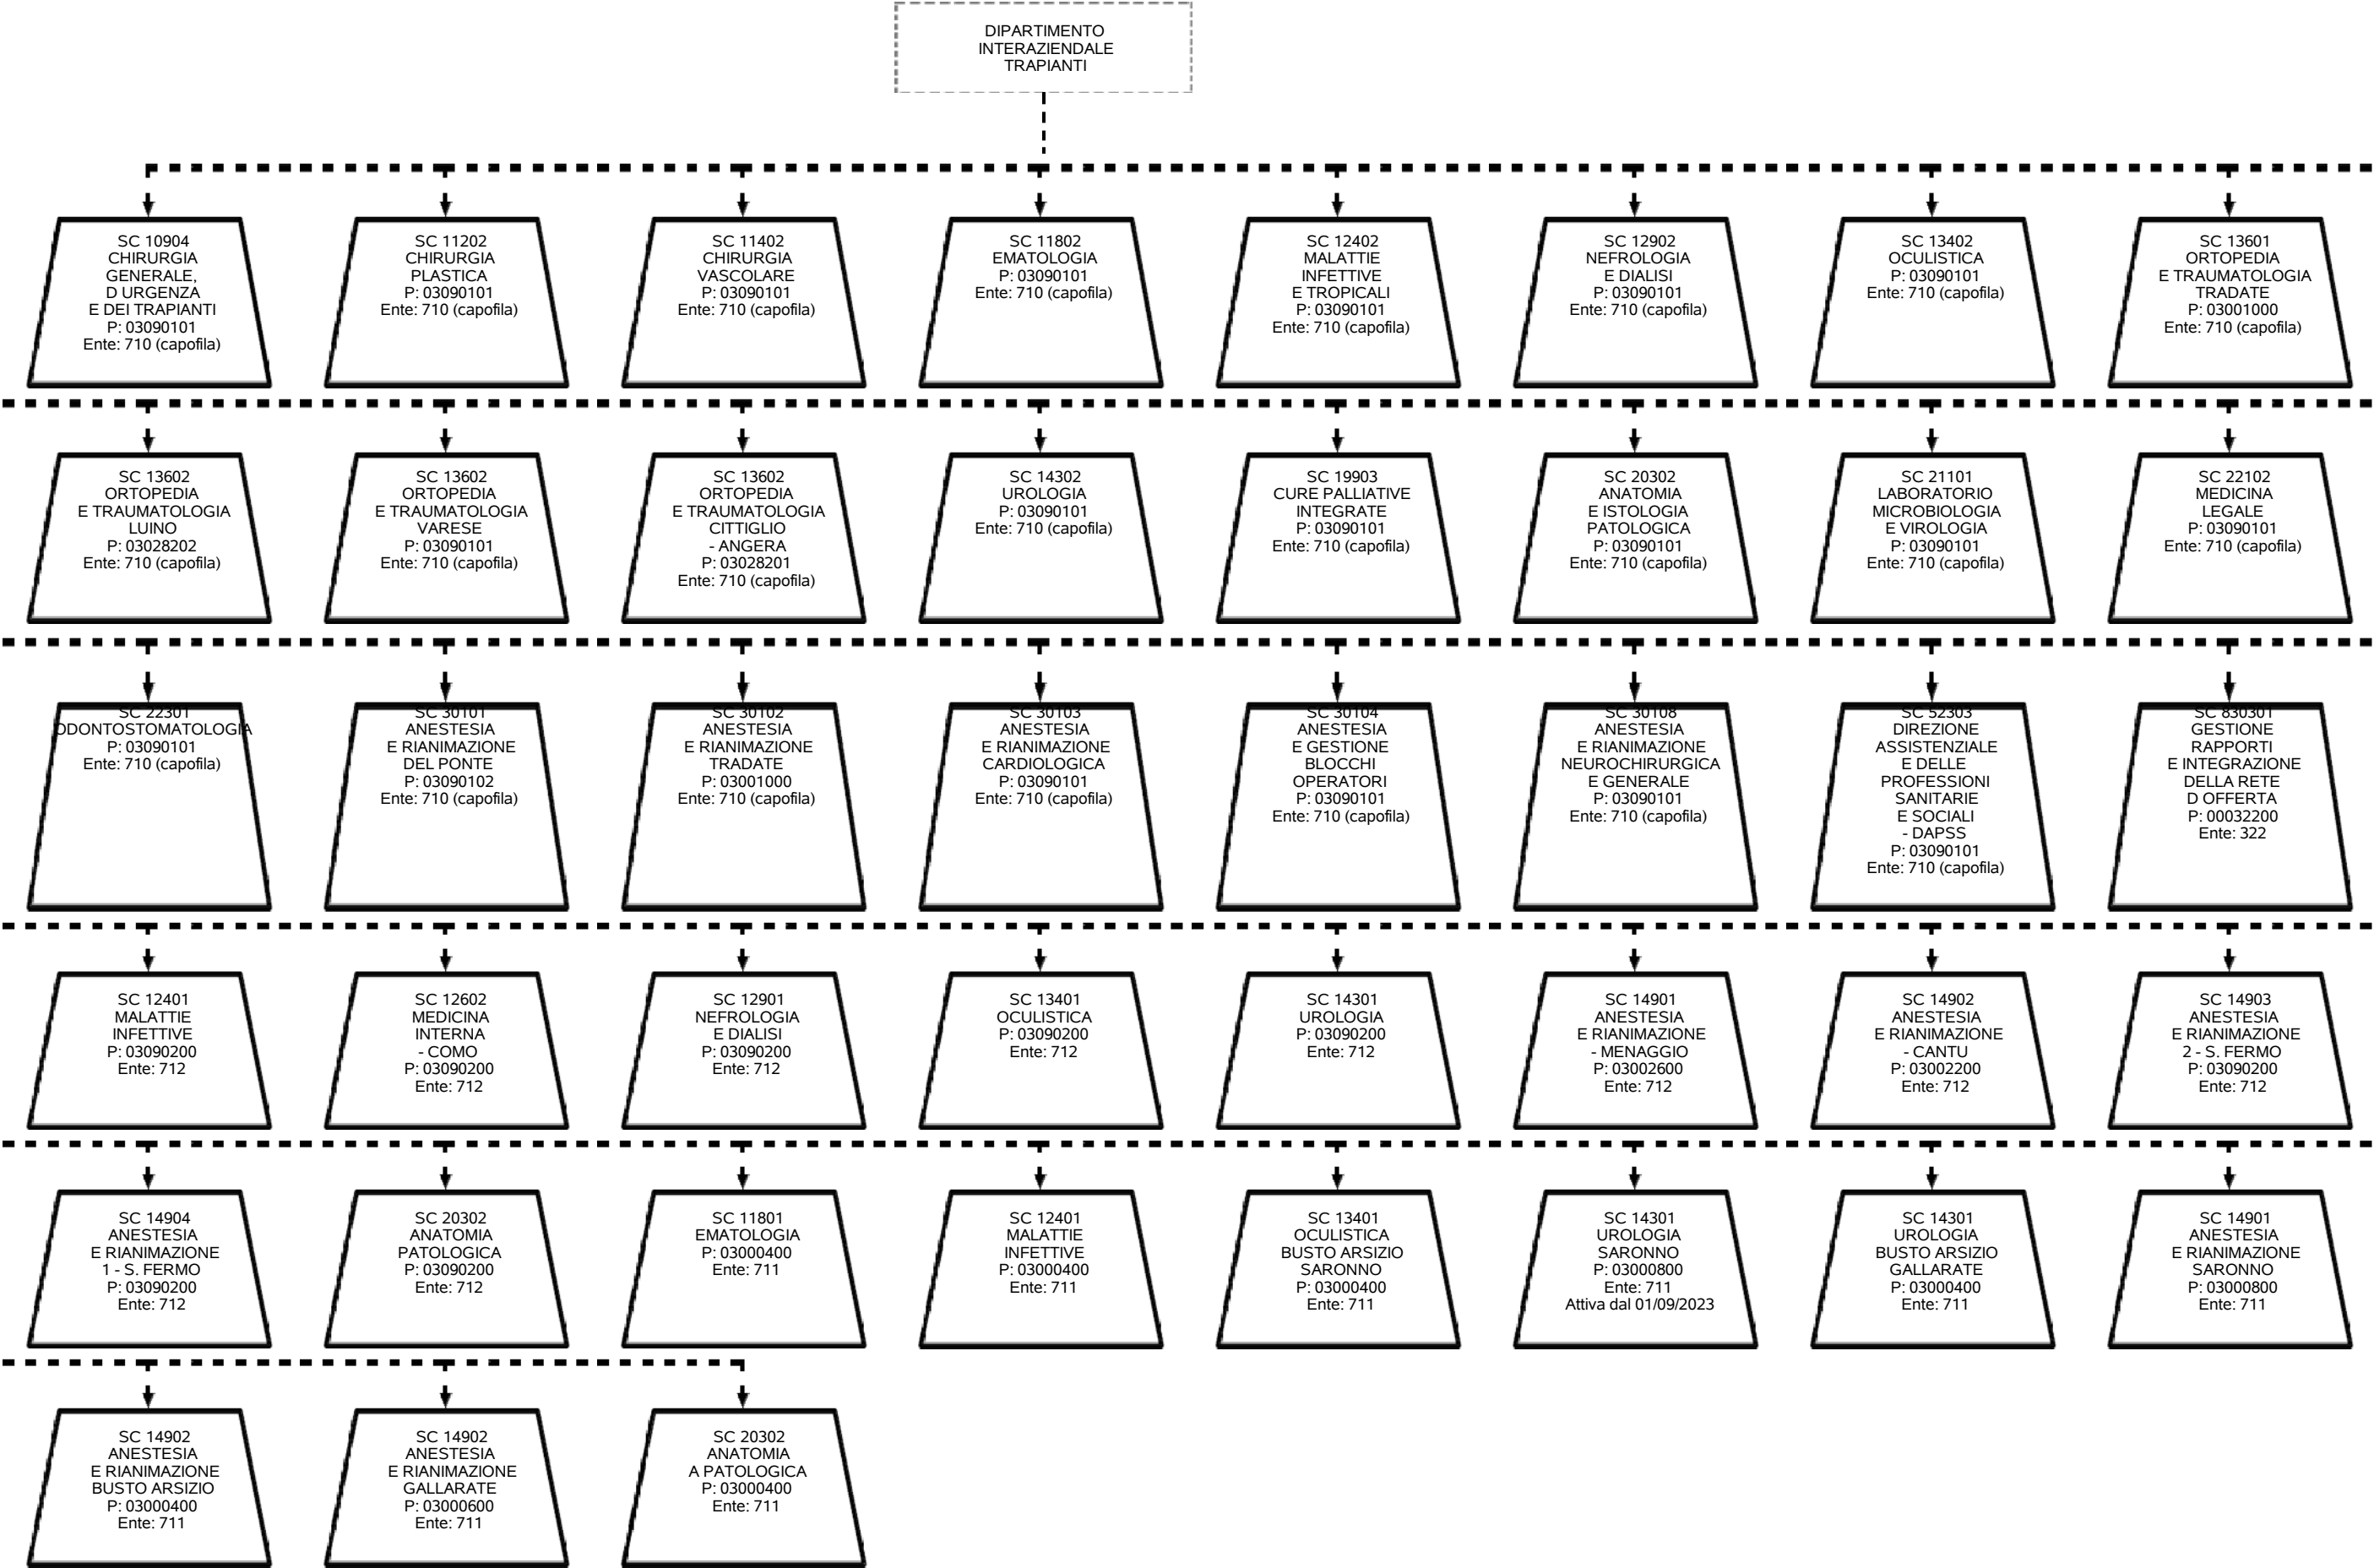 DIPARTIMENTO
INTERAZIENDALE
TRAPIANTI
SC 10904
CHIRURGIA
GENERALE,
D URGENZA
E DEI TRAPIANTI
P: 03090101
Ente: 710 (capofila)
SC 11202
CHIRURGIA
PLASTICA
P: 03090101
Ente: 710 (capofila)
SC 11402
CHIRURGIA
VASCOLARE
P: 03090101
Ente: 710 (capofila)
SC 11802
EMATOLOGIA
P: 03090101
Ente: 710 (capofila)
SC 12402
MALATTIE
INFETTIVE
E TROPICALI
P: 03090101
Ente: 710 (capofila)
SC 12902
NEFROLOGIA
E DIALISI
P: 03090101
Ente: 710 (capofila)
SC 13402
OCULISTICA
P: 03090101
Ente: 710 (capofila)
SC 13601
ORTOPEDIA
E TRAUMATOLOGIA
TRADATE
P: 03001000
Ente: 710 (capofila)
SC 13602
ORTOPEDIA
E TRAUMATOLOGIA
LUINO
P: 03028202
Ente: 710 (capofila)
SC 13602
ORTOPEDIA
E TRAUMATOLOGIA
VARESE
P: 03090101
Ente: 710 (capofila)
SC 13602
ORTOPEDIA
E TRAUMATOLOGIA
CITTIGLIO
- ANGERA
P: 03028201
Ente: 710 (capofila)
SC 14302
UROLOGIA
P: 03090101
Ente: 710 (capofila)
SC 19903
CURE PALLIATIVE
INTEGRATE
P: 03090101
Ente: 710 (capofila)
SC 20302
ANATOMIA
E ISTOLOGIA
PATOLOGICA
P: 03090101
Ente: 710 (capofila)
SC 21101
LABORATORIO
MICROBIOLOGIA
E VIROLOGIA
P: 03090101
Ente: 710 (capofila)
SC 22102
MEDICINA
LEGALE
P: 03090101
Ente: 710 (capofila)
SC 22301
ODONTOSTOMATOLOGIA
P: 03090101
Ente: 710 (capofila)
SC 30101
ANESTESIA
E RIANIMAZIONE
DEL PONTE
P: 03090102
Ente: 710 (capofila)
SC 30102
ANESTESIA
E RIANIMAZIONE
TRADATE
P: 03001000
Ente: 710 (capofila)
SC 30103
ANESTESIA
E RIANIMAZIONE
CARDIOLOGICA
P: 03090101
Ente: 710 (capofila)
SC 30104
ANESTESIA
E GESTIONE
BLOCCHI
OPERATORI
P: 03090101
Ente: 710 (capofila)
SC 30108
ANESTESIA
E RIANIMAZIONE
NEUROCHIRURGICA
E GENERALE
P: 03090101
Ente: 710 (capofila)
SC 52303
DIREZIONE
ASSISTENZIALE
E DELLE
PROFESSIONI
SANITARIE
E SOCIALI
- DAPSS
P: 03090101
Ente: 710 (capofila)
SC 830301
GESTIONE
RAPPORTI
E INTEGRAZIONE
DELLA RETE
D OFFERTA
P: 00032200
Ente: 322
SC 12401
MALATTIE
INFETTIVE
P: 03090200
Ente: 712
SC 12602
MEDICINA
INTERNA
- COMO
P: 03090200
Ente: 712
SC 12901
NEFROLOGIA
E DIALISI
P: 03090200
Ente: 712
SC 13401
OCULISTICA
P: 03090200
Ente: 712
SC 14301
UROLOGIA
P: 03090200
Ente: 712
SC 14901
ANESTESIA
E RIANIMAZIONE
- MENAGGIO
P: 03002600
Ente: 712
SC 14902
ANESTESIA
E RIANIMAZIONE
- CANTU
P: 03002200
Ente: 712
SC 14903
ANESTESIA
E RIANIMAZIONE
2 - S. FERMO
P: 03090200
Ente: 712
SC 14904
ANESTESIA
E RIANIMAZIONE
1 - S. FERMO
P: 03090200
Ente: 712
SC 20302
ANATOMIA
PATOLOGICA
P: 03090200
Ente: 712
SC 11801
EMATOLOGIA
P: 03000400
Ente: 711
SC 12401
MALATTIE
INFETTIVE
P: 03000400
Ente: 711
SC 13401
OCULISTICA
BUSTO ARSIZIO
SARONNO
P: 03000400
Ente: 711
SC 14301
UROLOGIA
SARONNO
P: 03000800
Ente: 711
Attiva dal 01/09/2023
SC 14301
UROLOGIA
BUSTO ARSIZIO
GALLARATE
P: 03000400
Ente: 711
SC 14901
ANESTESIA
E RIANIMAZIONE
SARONNO
P: 03000800
Ente: 711
SC 14902
ANESTESIA
E RIANIMAZIONE
BUSTO ARSIZIO
P: 03000400
Ente: 711
SC 14902
ANESTESIA
E RIANIMAZIONE
GALLARATE
P: 03000600
Ente: 711
SC 20302
ANATOMIA
A PATOLOGICA
P: 03000400
Ente: 711